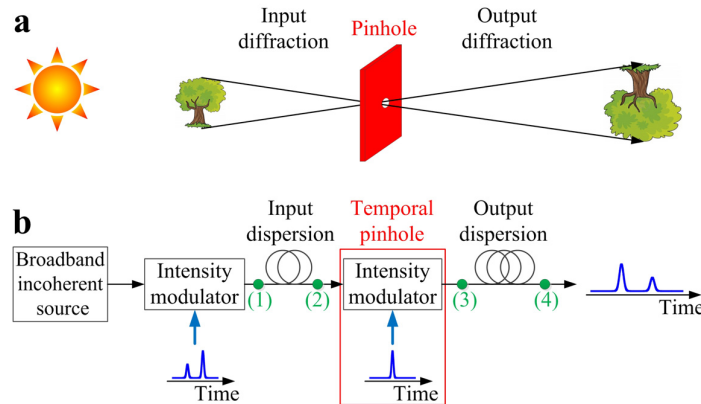 a
Input
diffraction
Pinhole
Output
diffraction
b
Input
dispersion
Temporal
pinhole
Output
dispersion
Broadband
incoherent
source
Intensity
modulator
(1)
(2)
Intensity
modulator
(3)
(4)
Time
Time
Time